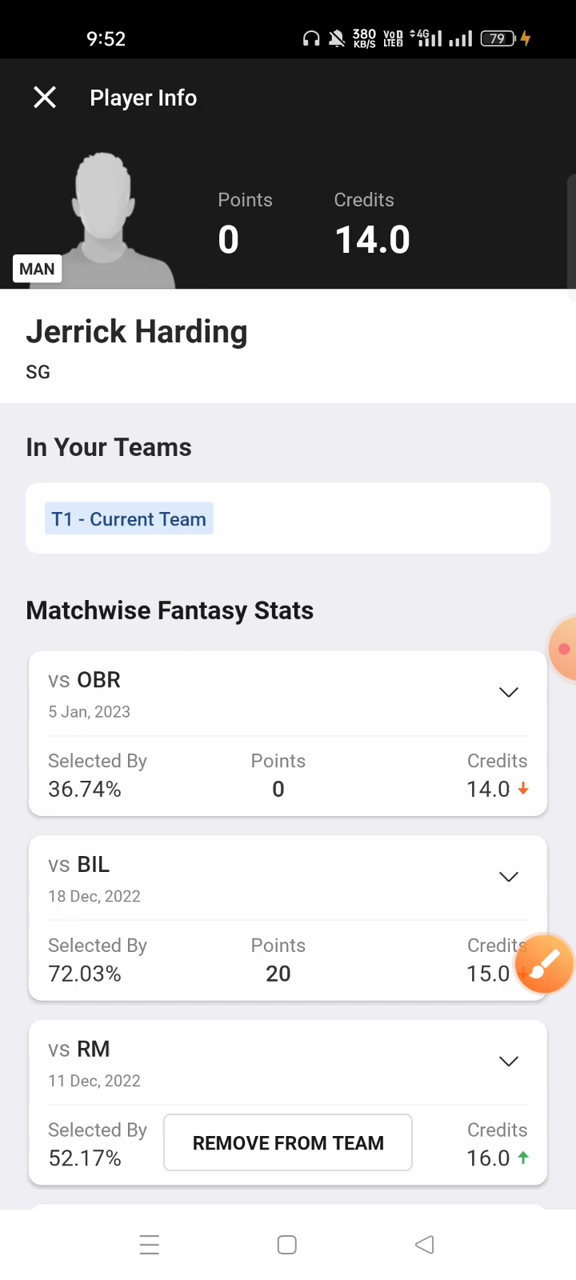 9:52
380 KB/S
VoD LTE2
4G
79
Player Info
Points
Credits
0
14.0
MAN
Jerrick Harding
SG
In Your Teams
T1 - Current Team
Matchwise Fantasy Stats
vs OBR
5 Jan, 2023
Selected By
Points
Credits
36.74%
0
14.0
vs BIL
18 Dec, 2022
Selected By
Points
Credits
72.03%
20
15.0
vs RM
11 Dec, 2022
Selected By
Credits
REMOVE FROM TEAM
52.17%
16.0